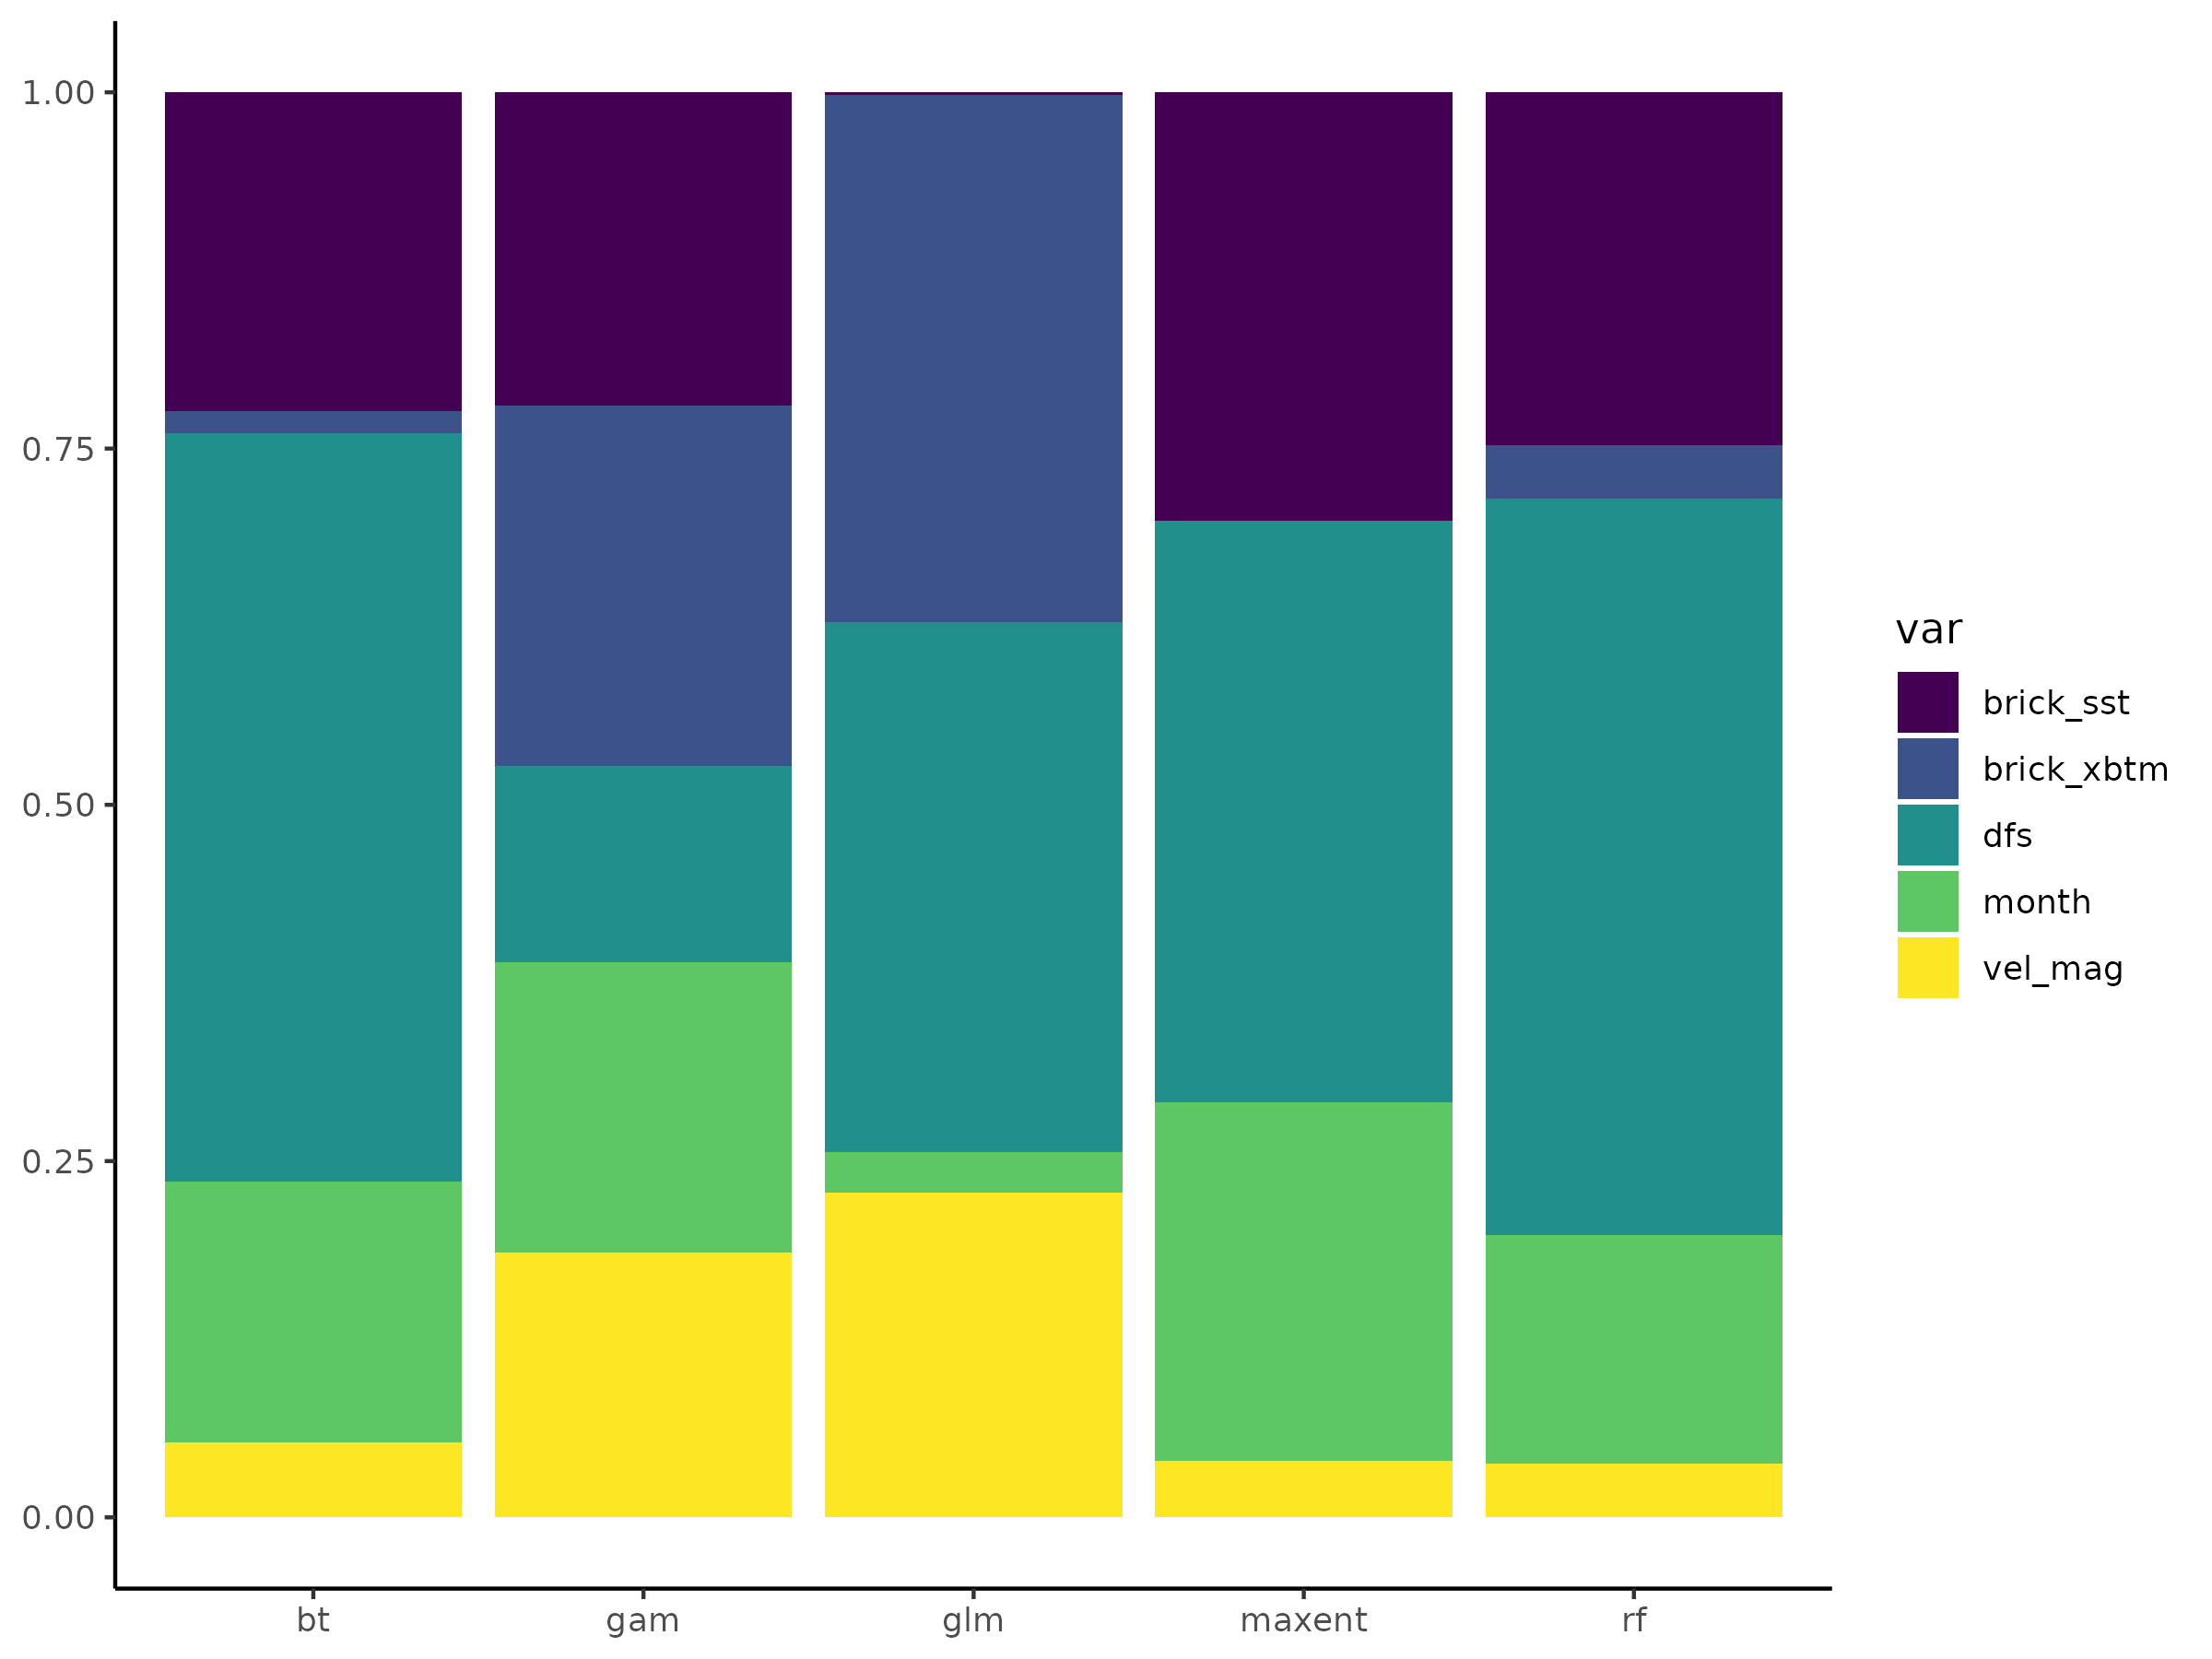 1.00
0.75
0.50
0.25
0.00
bt gam glm maxent rf
var
brick_sst
brick_xbtm
dfs
month
vel_mag